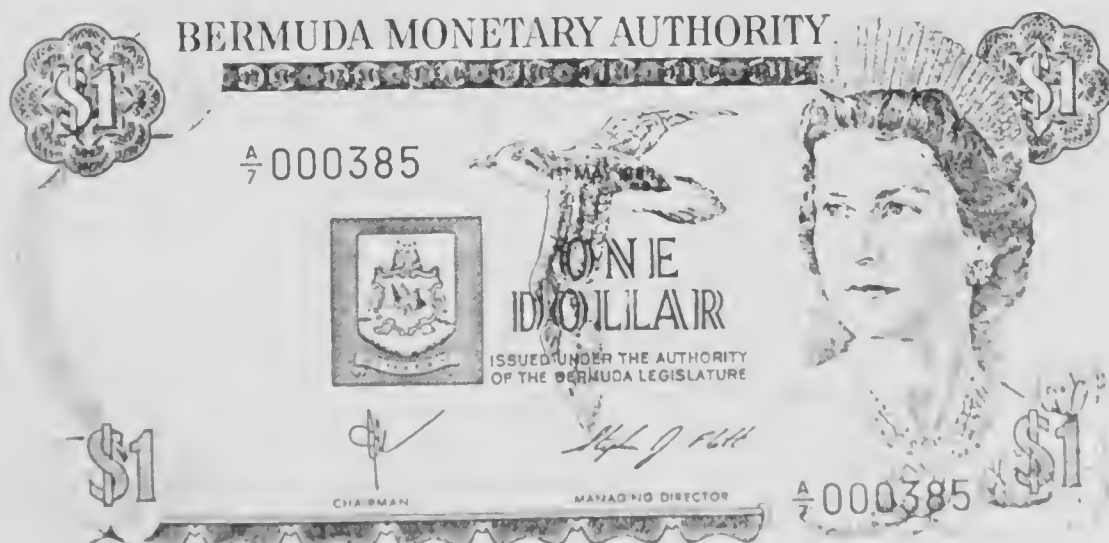 BERMUDA MONETARY AUTHORITY
$1
$1
A/7 000385
ONE
DOLLAR
ISSUED UNDER THE AUTHORITY
OF THE BERMUDA LEGISLATURE
$1
$1
CHAIRMAN
MANAGING DIRECTOR
A/7 000385